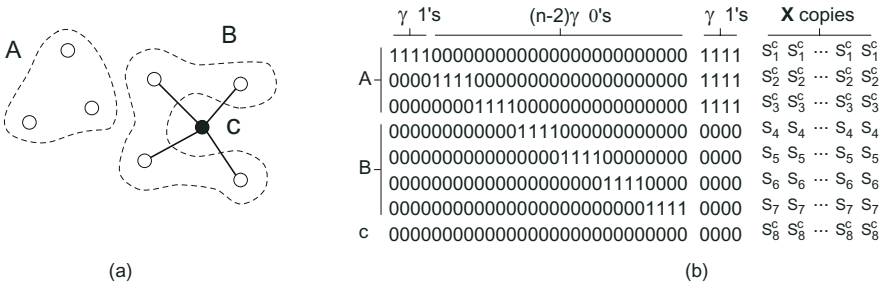 γ 1's (n-2)γ 0's γ 1's X copies
A B c
A 1111000000000000000000000000 1111 S₁ᶜ S₁ᶜ ··· S₁ᶜ S₁ᶜ
0000111100000000000000000000 1111 S₂ᶜ S₂ᶜ ··· S₂ᶜ S₂ᶜ
0000000011110000000000000000 1111 S₃ᶜ S₃ᶜ ··· S₃ᶜ S₃ᶜ
B 0000000000001111000000000000 0000 S₄ S₄ ··· S₄ S₄
0000000000000000111100000000 0000 S₅ S₅ ··· S₅ S₅
0000000000000000000011110000 0000 S₆ S₆ ··· S₆ S₆
0000000000000000000000001111 0000 S₇ S₇ ··· S₇ S₇
c 0000000000000000000000000000 0000 S₈ᶜ S₈ᶜ ··· S₈ᶜ S₈ᶜ
(a) (b)